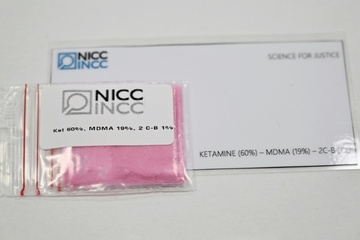 NICC
INCC
SCIENCE FOR JUSTICE
NICC
INCC
Ket 60%, MDMA 19%, 2 C-B 1%
KETAMINE (60%) – MDMA (19%) – 2C-B